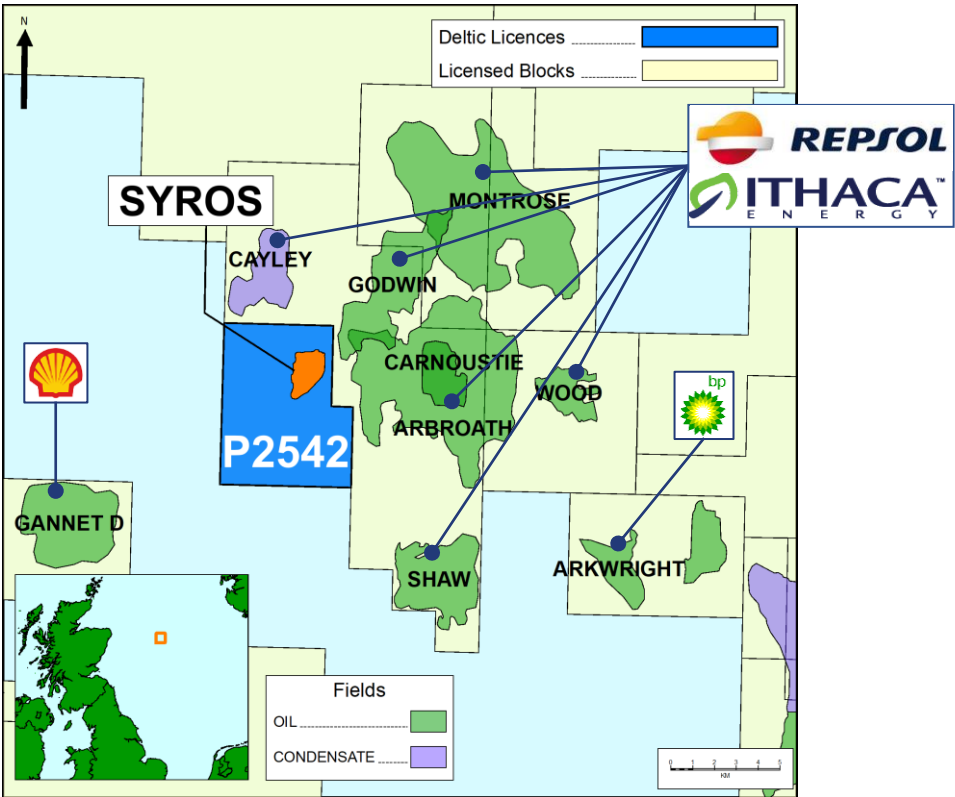 N
Deltic Licences
Licensed Blocks
REPSOL
ITHACA™
ENERGY
SYROS
MONTROSE
CAYLEY
GODWIN
CARNOUSTIE
WOOD
bp
ARBROATH
P2542
GANNET D
SHAW
ARKWRIGHT
Fields
OIL
CONDENSATE
0 1 2 3 4 5
KM